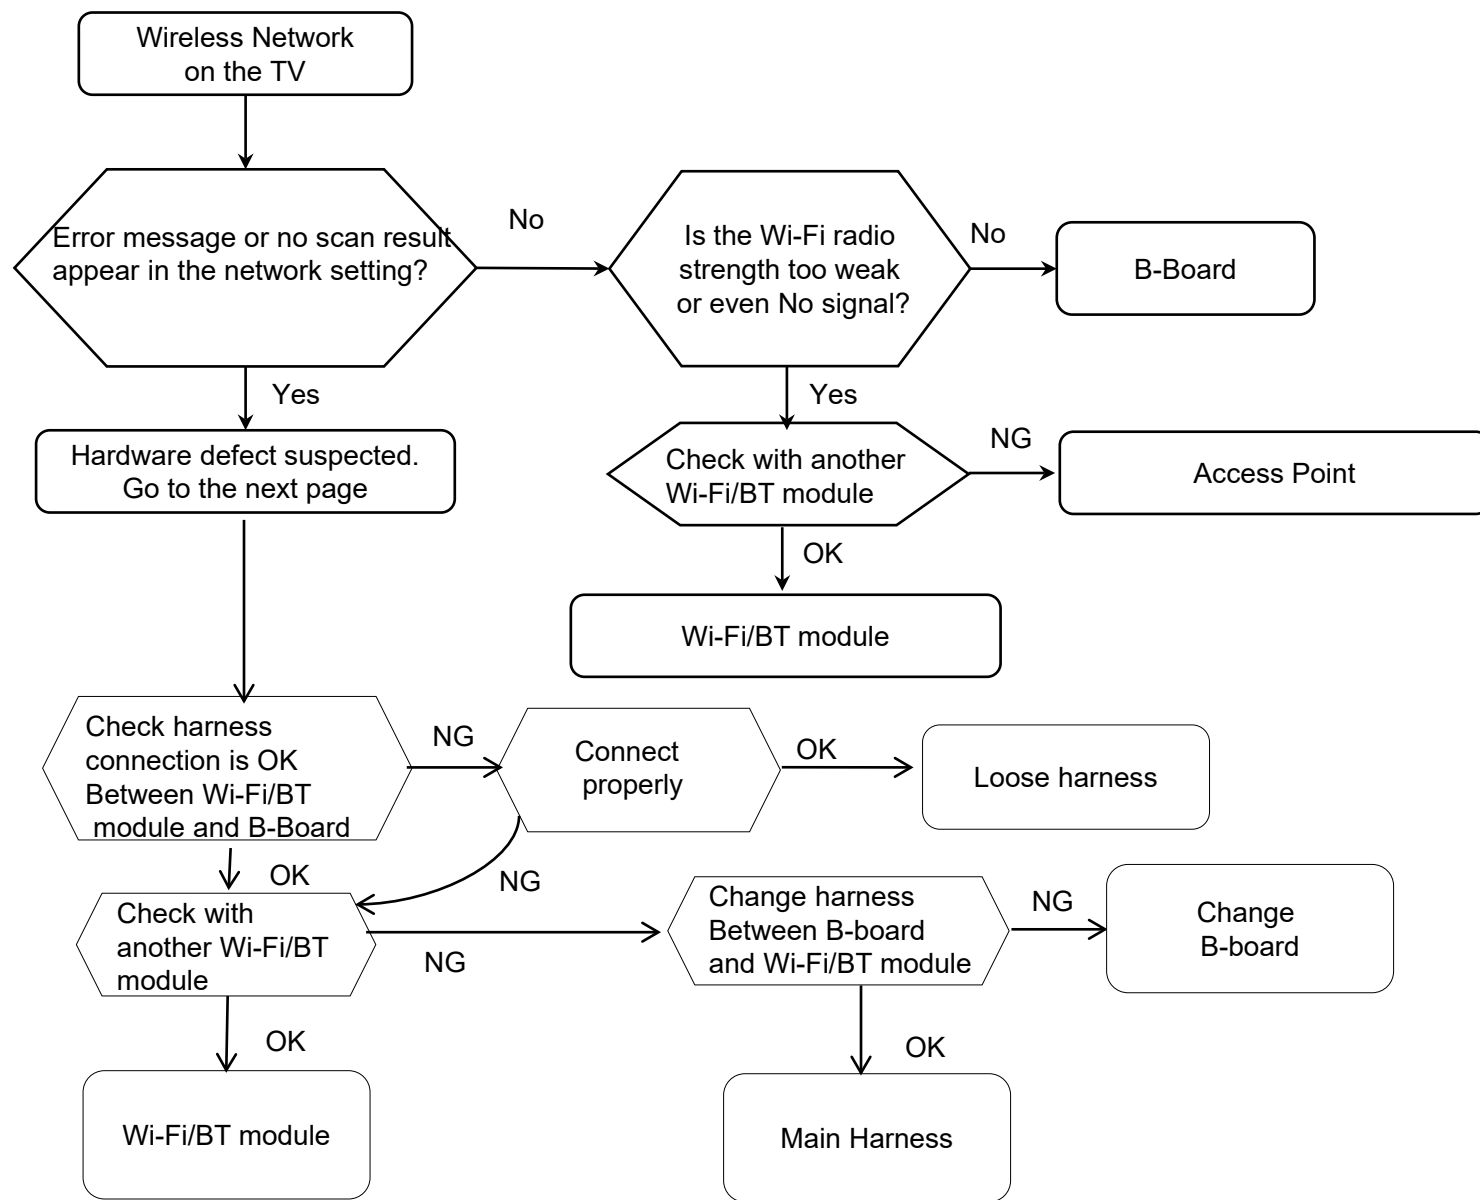 Wireless Network
on the TV
Error message or no scan result
appear in the network setting?
No
Is the Wi-Fi radio
strength too weak
or even No signal?
No
B-Board
Yes
Yes
Hardware defect suspected.
Go to the next page
Check with another
Wi-Fi/BT module
NG
Access Point
OK
Wi-Fi/BT module
Check harness
connection is OK
Between Wi-Fi/BT
module and B-Board
NG
Connect
properly
OK
Loose harness
OK
NG
Check with
another Wi-Fi/BT
module
NG
Change harness
Between B-board
and Wi-Fi/BT module
NG
Change
B-board
OK
OK
Wi-Fi/BT module
Main Harness